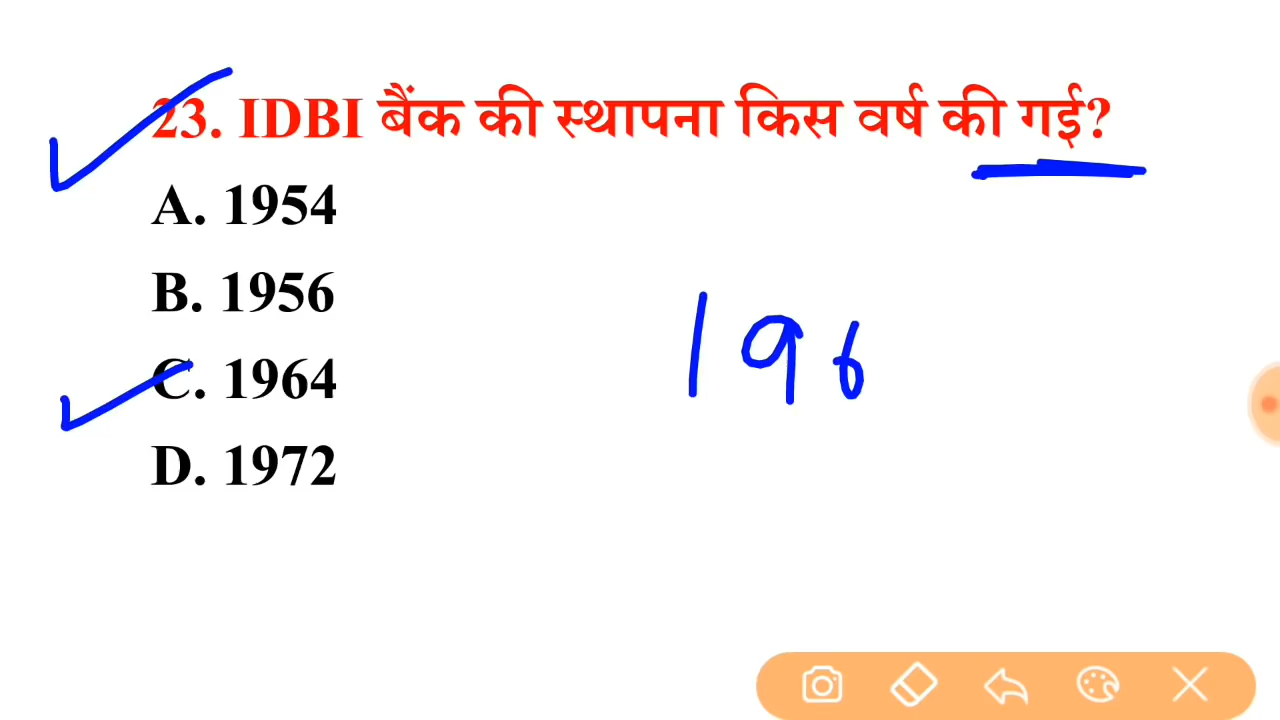 23. IDBI बैंक की स्थापना किस वर्ष की गई?
A. 1954
B. 1956
196
C. 1964
D. 1972